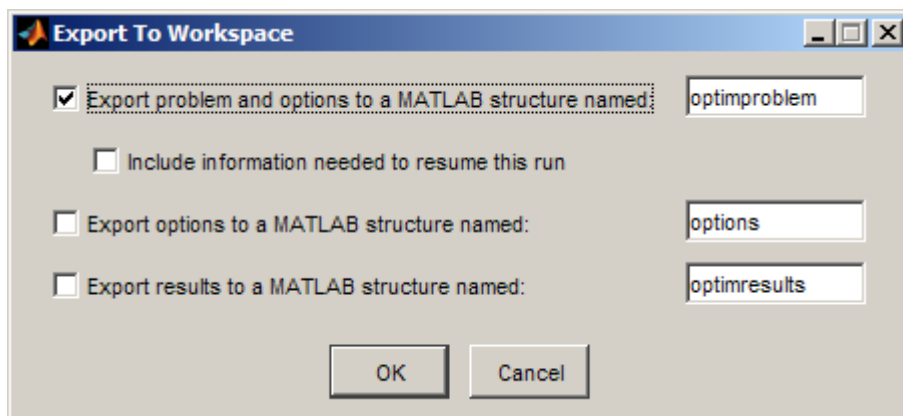 Export To Workspace
Export problem and options to a MATLAB structure named: optimproblem
Include information needed to resume this run
Export options to a MATLAB structure named: options
Export results to a MATLAB structure named: optimresults
OK Cancel